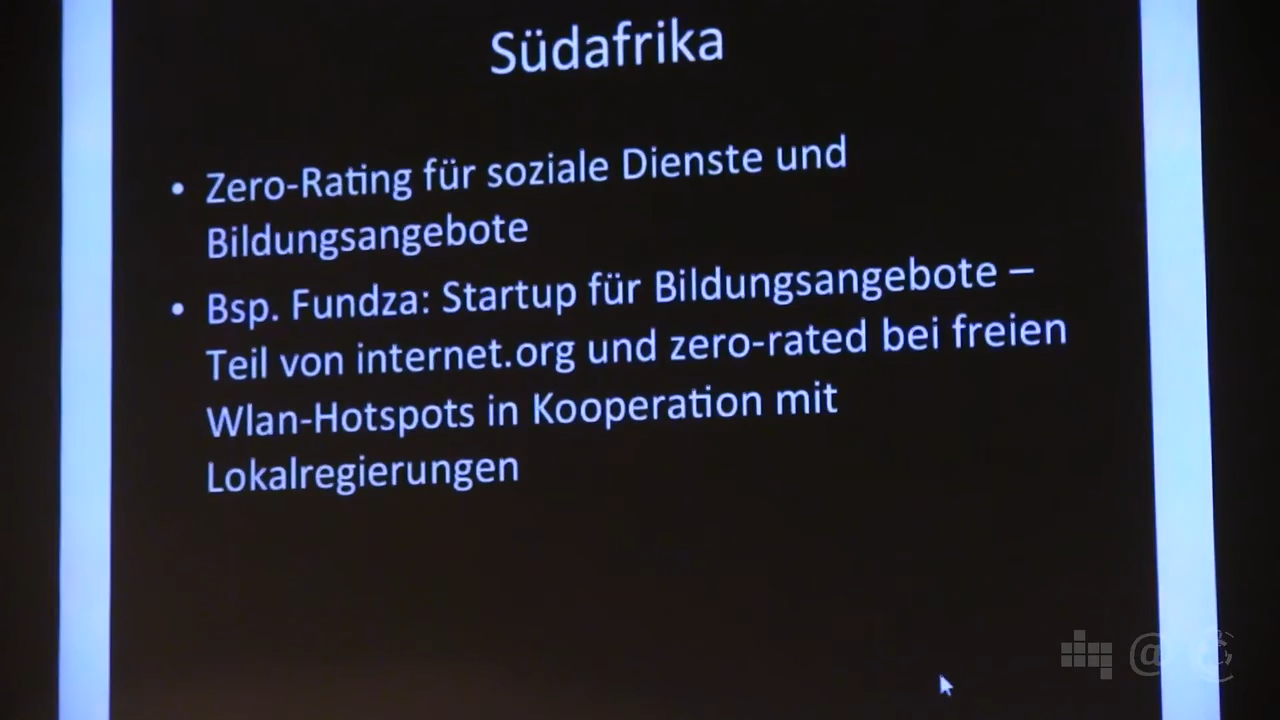 Südafrika
• Zero-Rating für soziale Dienste und
Bildungsangebote
• Bsp. Fundza: Startup für Bildungsangebote –
Teil von internet.org und zero-rated bei freien
Wlan-Hotspots in Kooperation mit
Lokalregierungen
@